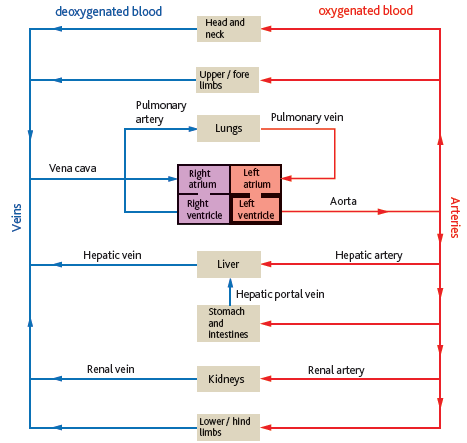 deoxygenated blood
oxygenated blood
Head and
neck
Upper / fore
limbs
Pulmonary
artery
Lungs
Pulmonary vein
Vena cava
Right
atrium
Left
atrium
Right
ventricle
Left
ventricle
Aorta
Veins
Arteries
Hepatic vein
Liver
Hepatic artery
Hepatic portal vein
Stomach
and
intestines
Renal vein
Kidneys
Renal artery
Lower / hind
limbs